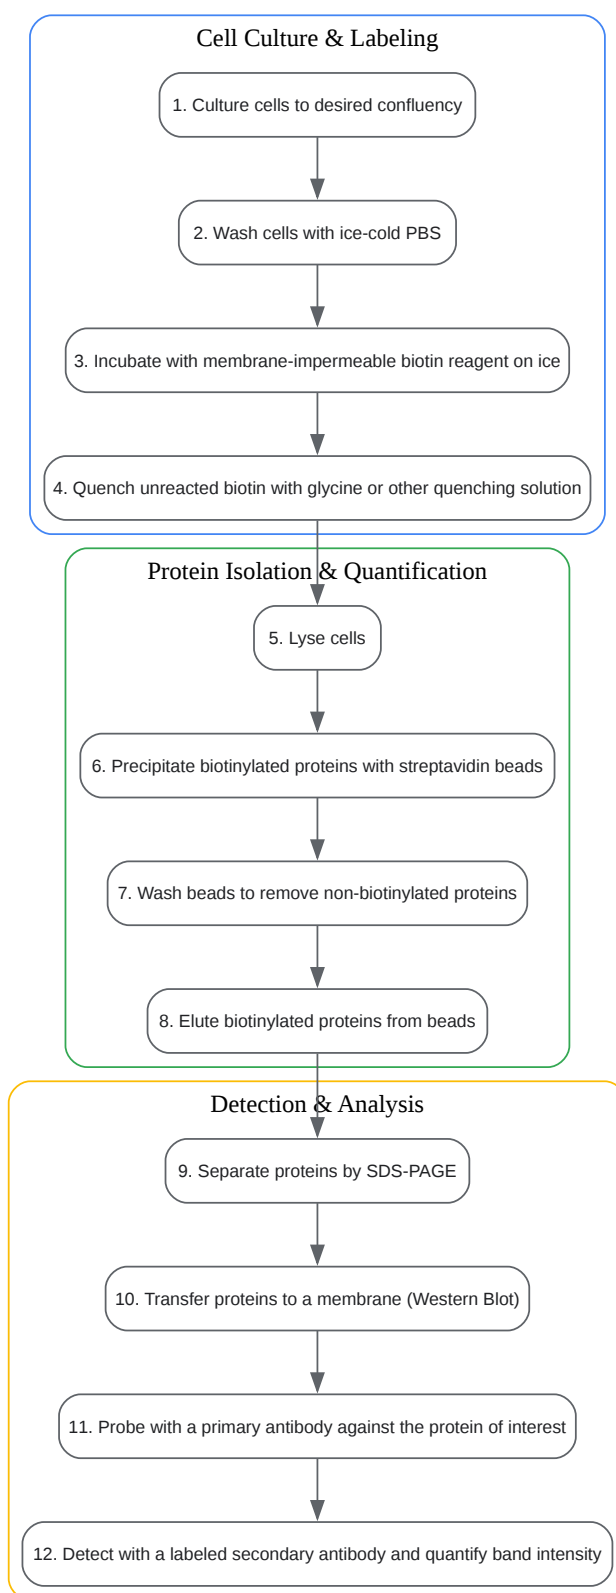 Cell Culture & Labeling
1. Culture cells to desired confluency
2. Wash cells with ice-cold PBS
3. Incubate with membrane-impermeable biotin reagent on ice
4. Quench unreacted biotin with glycine or other quenching solution
Protein Isolation & Quantification
5. Lyse cells
6. Precipitate biotinylated proteins with streptavidin beads
7. Wash beads to remove non-biotinylated proteins
8. Elute biotinylated proteins from beads
Detection & Analysis
9. Separate proteins by SDS-PAGE
10. Transfer proteins to a membrane (Western Blot)
11. Probe with a primary antibody against the protein of interest
12. Detect with a labeled secondary antibody and quantify band intensity